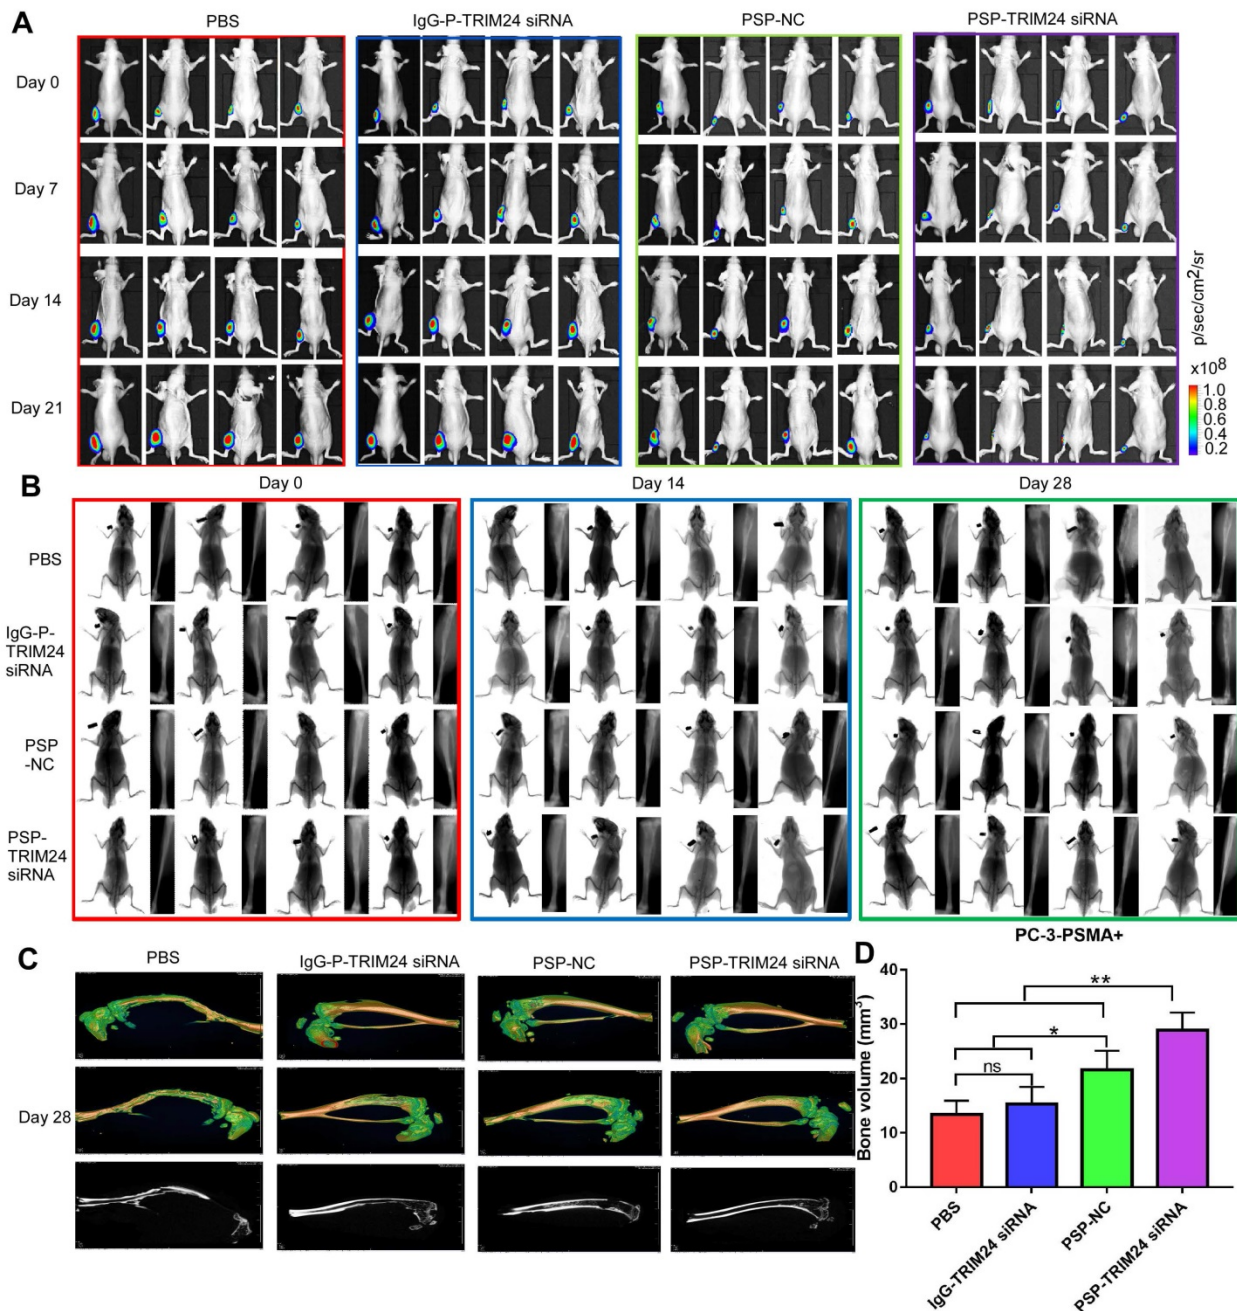 A
PBS
IgG-P-TRIM24 siRNA
PSP-NC
PSP-TRIM24 siRNA
Day 0
Day 7
Day 14
Day 21
p/sec/cm²/sr
x10⁸
1.0
0.8
0.6
0.4
0.2
B
Day 0
Day 14
Day 28
PBS
IgG-P-
TRIM24
siRNA
PSP
-NC
PSP-
TRIM24
siRNA
C
PBS
IgG-P-TRIM24 siRNA
PSP-NC
PSP-TRIM24 siRNA
Day 28
D
PC-3-PSMA+
Bone volume (mm³)
40
30
20
10
0
ns
*
**
PBS
IgG-TRIM24 siRNA
PSP-NC
PSP-TRIM24 siRNA